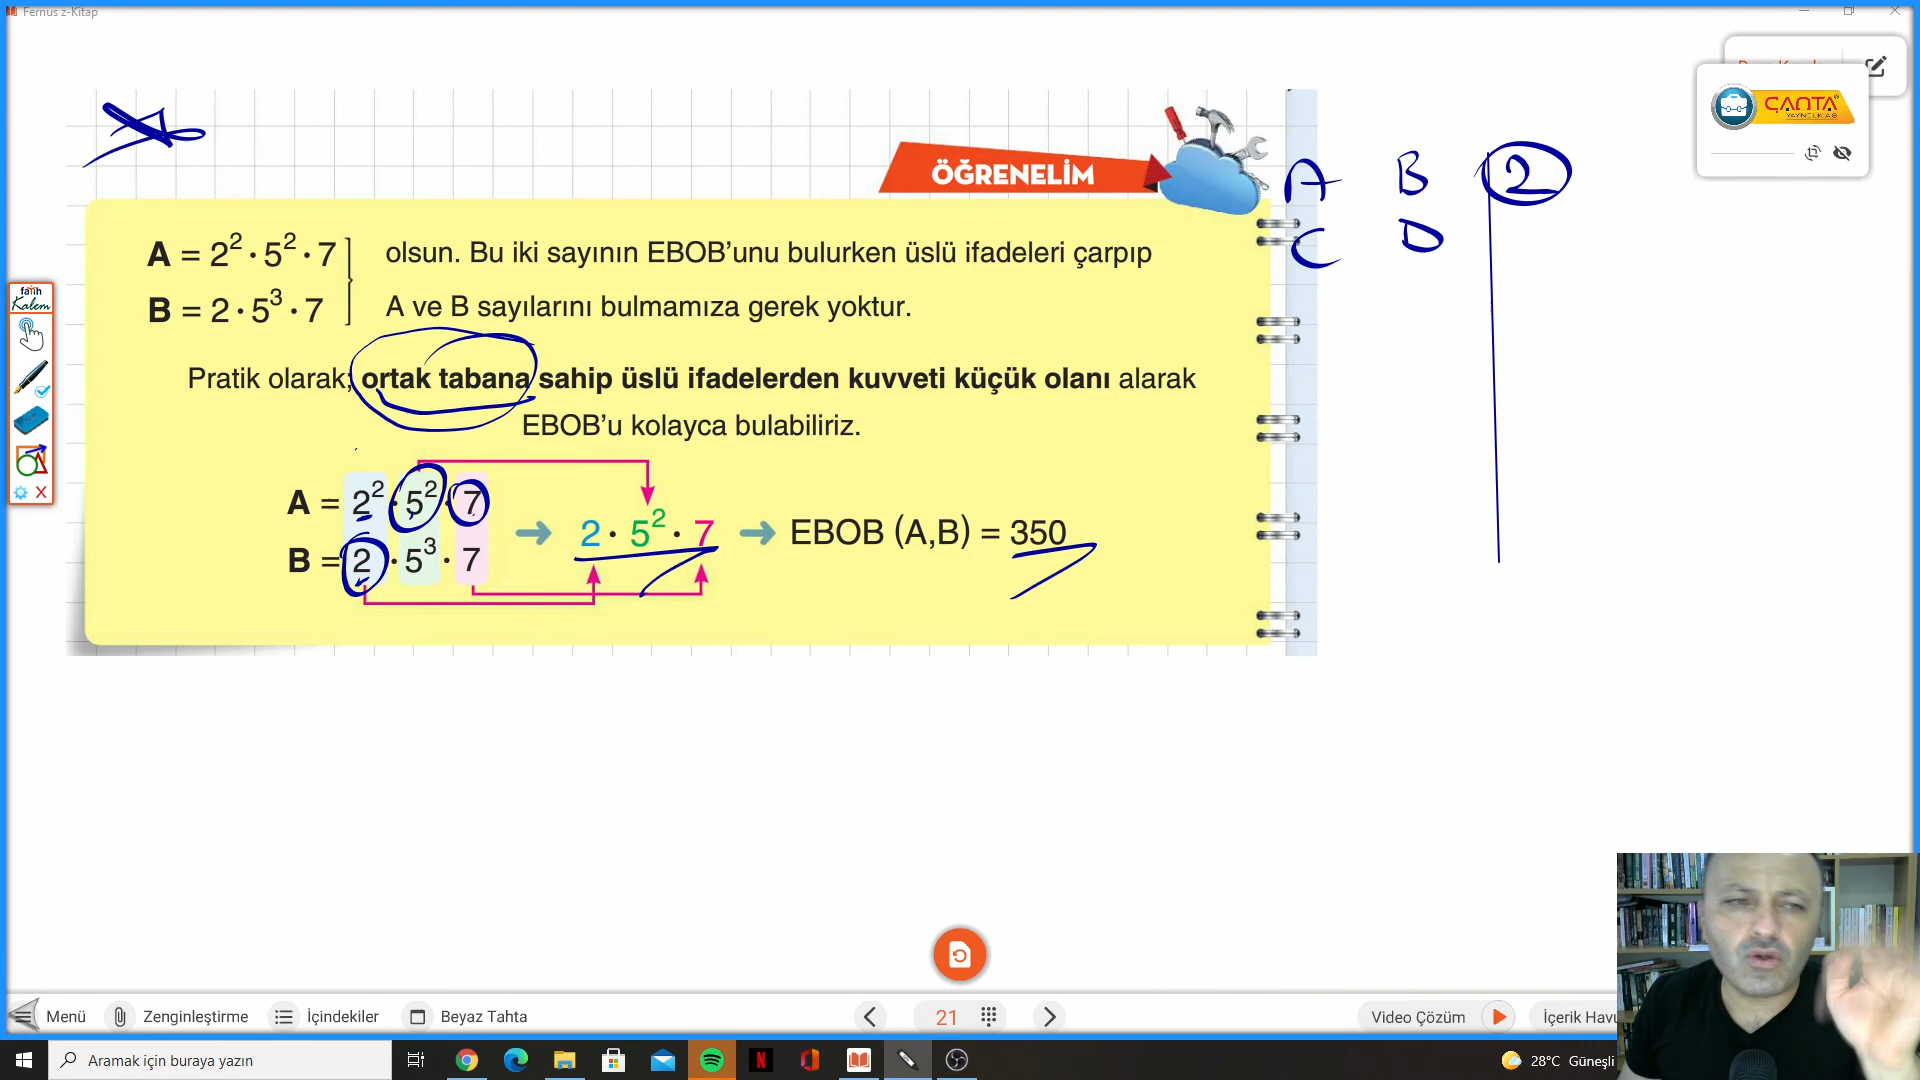 Fernus z-Kitap
ÇANTA
YAYINCILIK A.Ş.
ÖĞRENELİM
A B 2
C D
A = 2² · 5² · 7
olsun. Bu iki sayının EBOB'unu bulurken üslü ifadeleri çarpıp
B = 2 · 5³ · 7
A ve B sayılarını bulmamıza gerek yoktur.
Pratik olarak; ortak tabana sahip üslü ifadelerden kuvveti küçük olanı alarak
EBOB'u kolayca bulabiliriz.
A = 2² · 5² · 7
2 · 5² · 7
EBOB (A,B) = 350
B = 2 · 5³ · 7
fatih
Kalem
Menü
Zenginleştirme
İçindekiler
Beyaz Tahta
21
Video Çözüm
İçerik Havu
Aramak için buraya yazın
28°C Güneşli